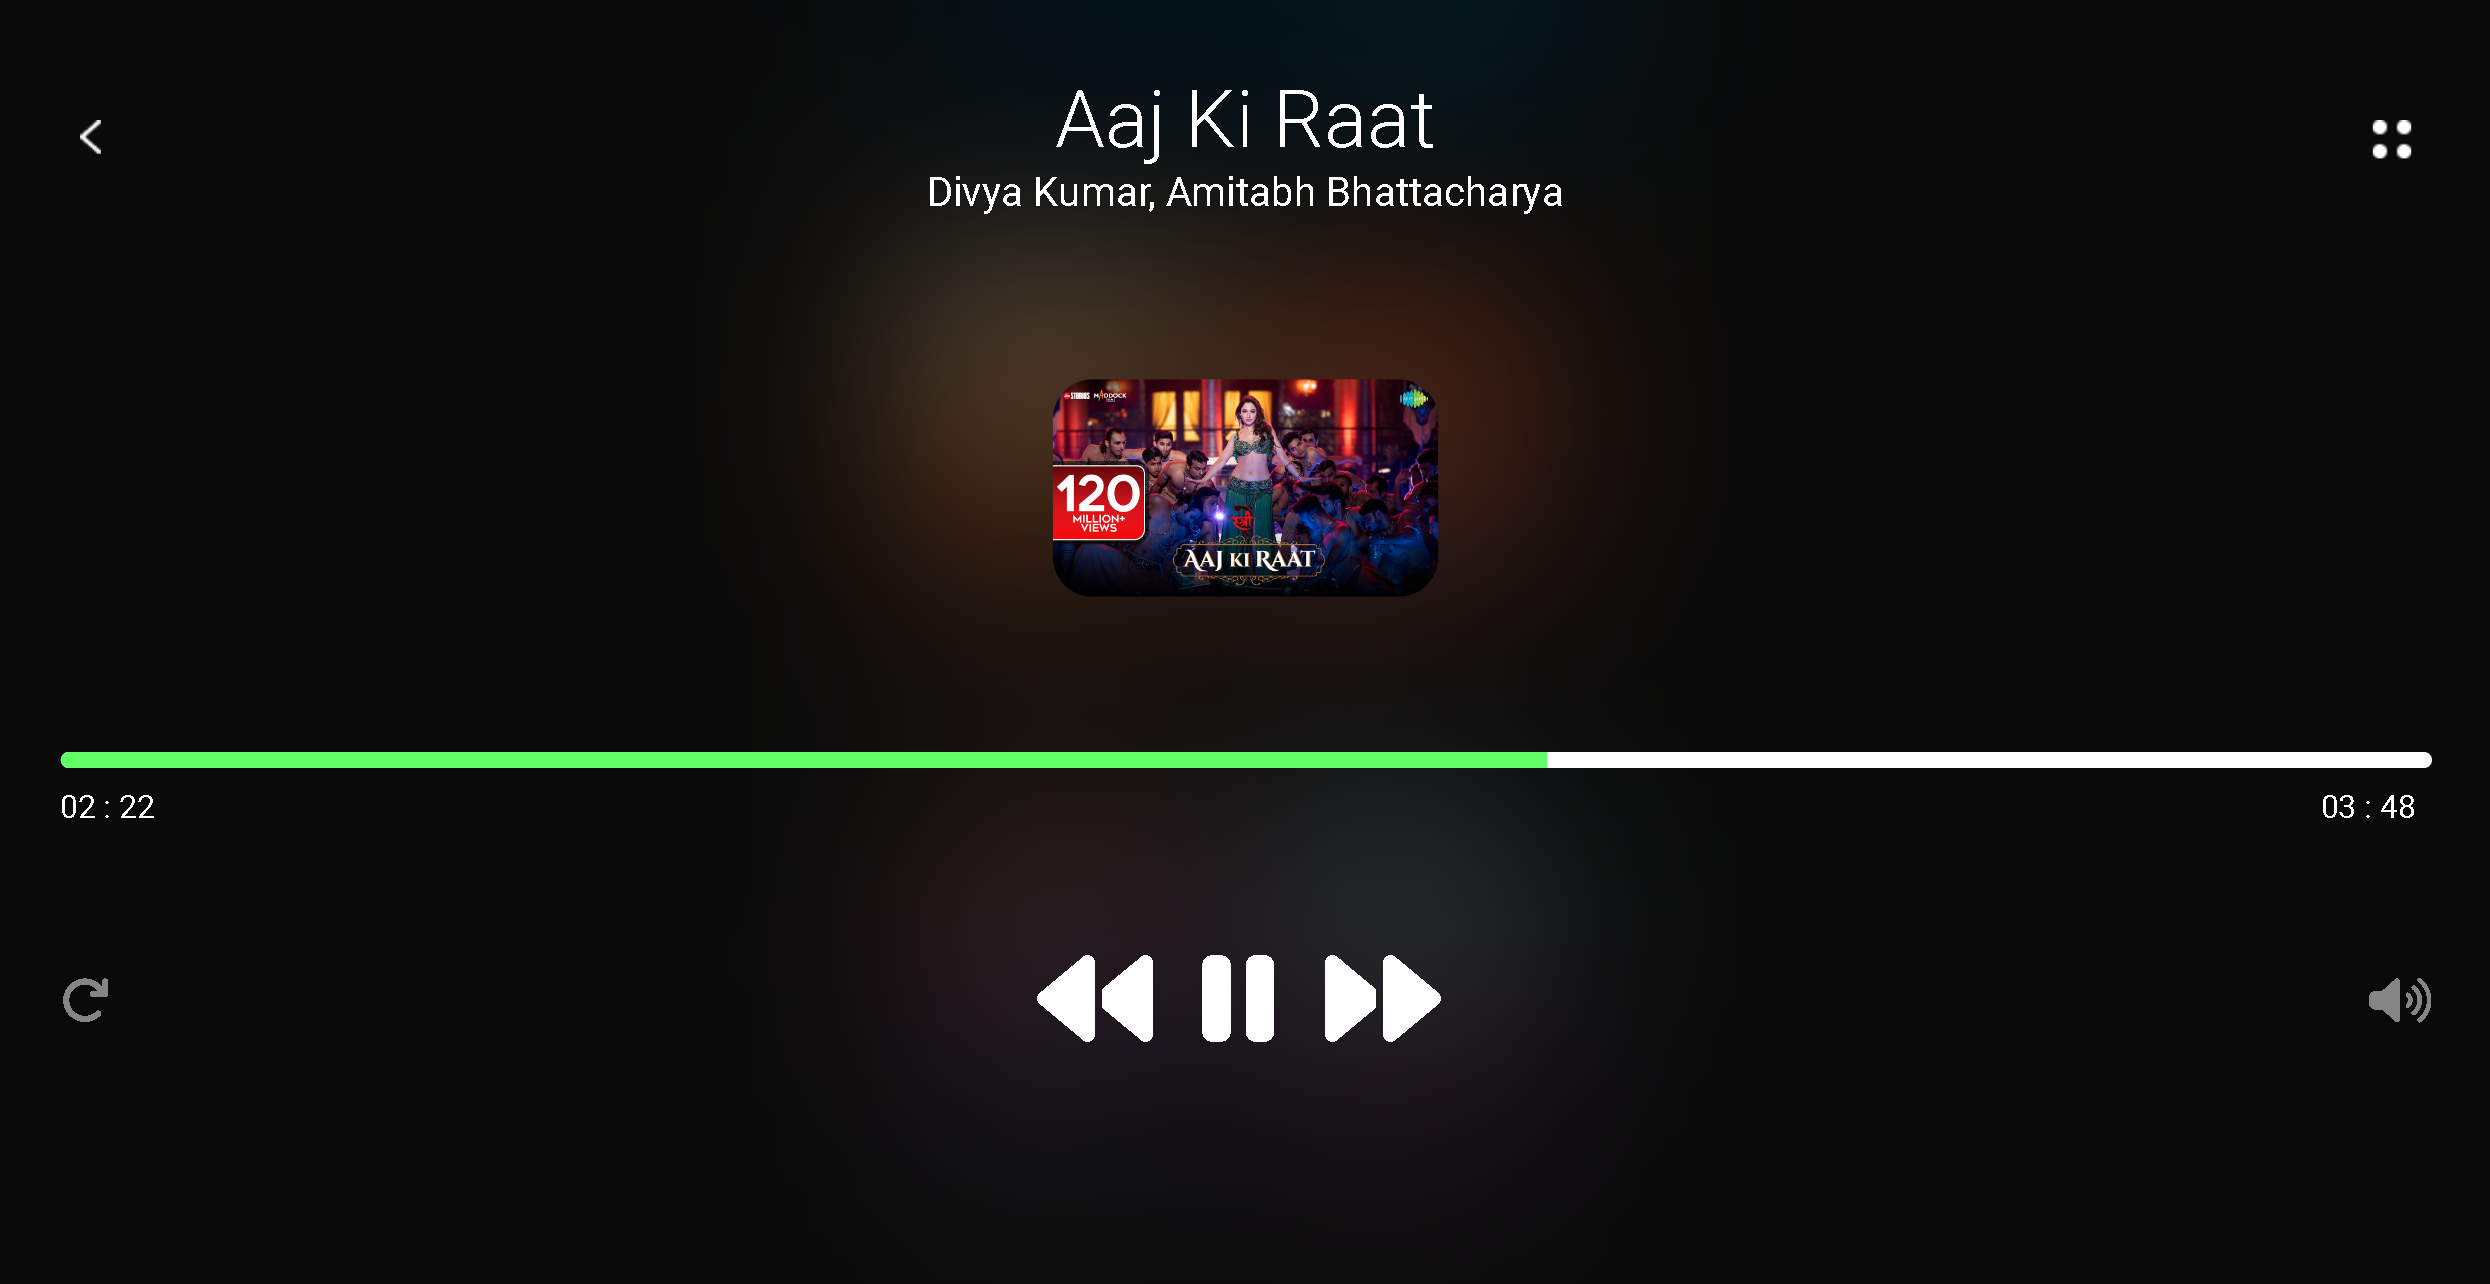 Aaj Ki Raat
Divya Kumar, Amitabh Bhattacharya
STUDIOS MADDOCK
120
MILLION+
VIEWS
स्त्री
AAJ KI RAAT
02 : 22
03 : 48